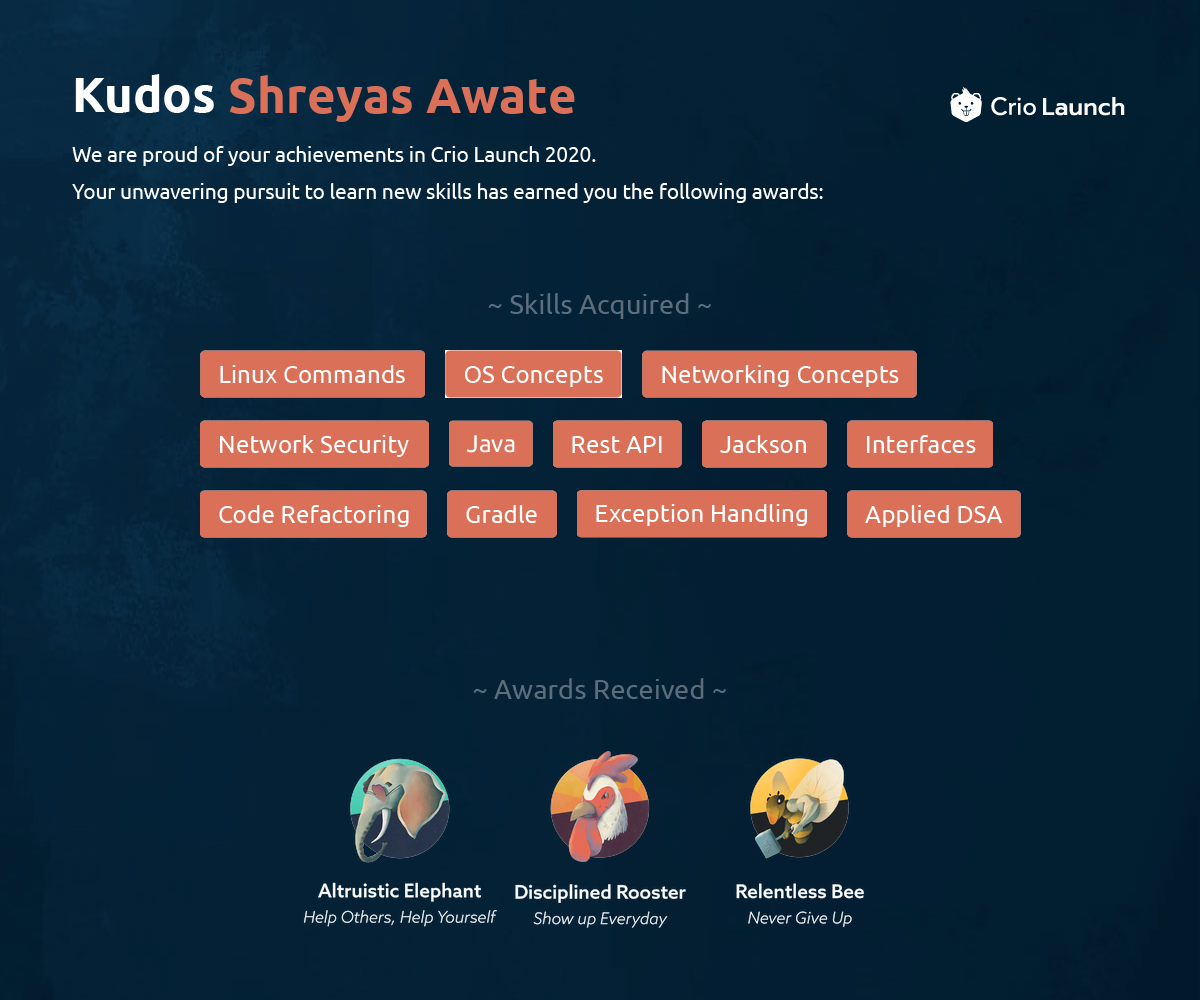 Kudos Shreyas Awate
Crio Launch
We are proud of your achievements in Crio Launch 2020.
Your unwavering pursuit to learn new skills has earned you the following awards:
~ Skills Acquired ~
Linux Commands OS Concepts Networking Concepts
Network Security Java Rest API Jackson Interfaces
Code Refactoring Gradle Exception Handling Applied DSA
~ Awards Received ~
Altruistic Elephant Disciplined Rooster Relentless Bee
Help Others, Help Yourself Show up Everyday Never Give Up